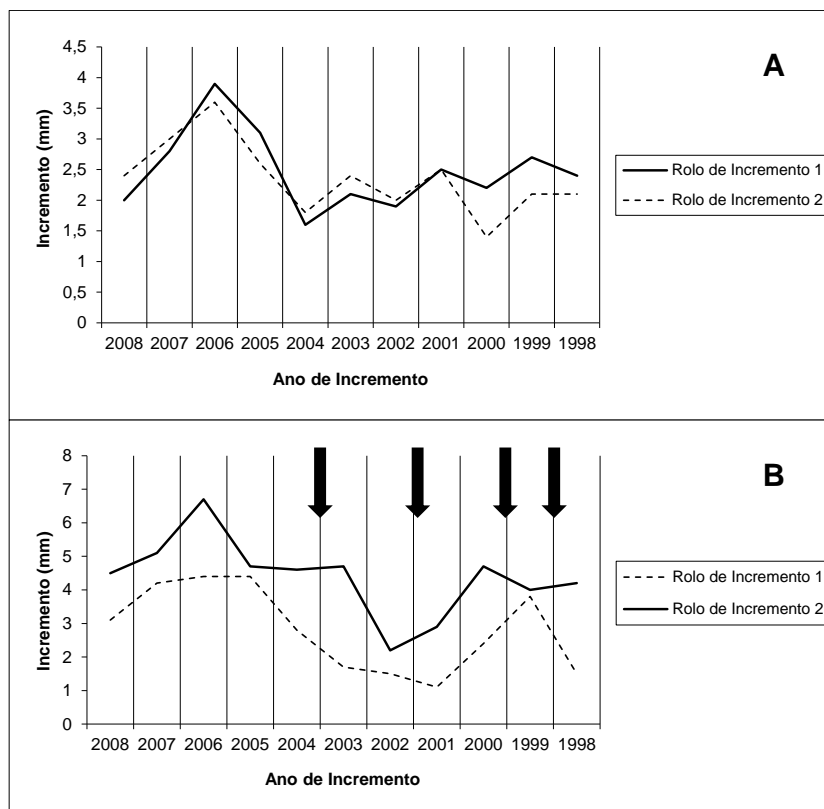 A
4,5
4
3,5
3
2,5
2
1,5
1
0,5
0
Incremento (mm)
2008 2007 2006 2005 2004 2003 2002 2001 2000 1999 1998
Ano de Incremento
Rolo de Incremento 1
Rolo de Incremento 2
B
8
7
6
5
4
3
2
1
0
Incremento (mm)
2008 2007 2006 2005 2004 2003 2002 2001 2000 1999 1998
Ano de Incremento
Rolo de Incremento 1
Rolo de Incremento 2